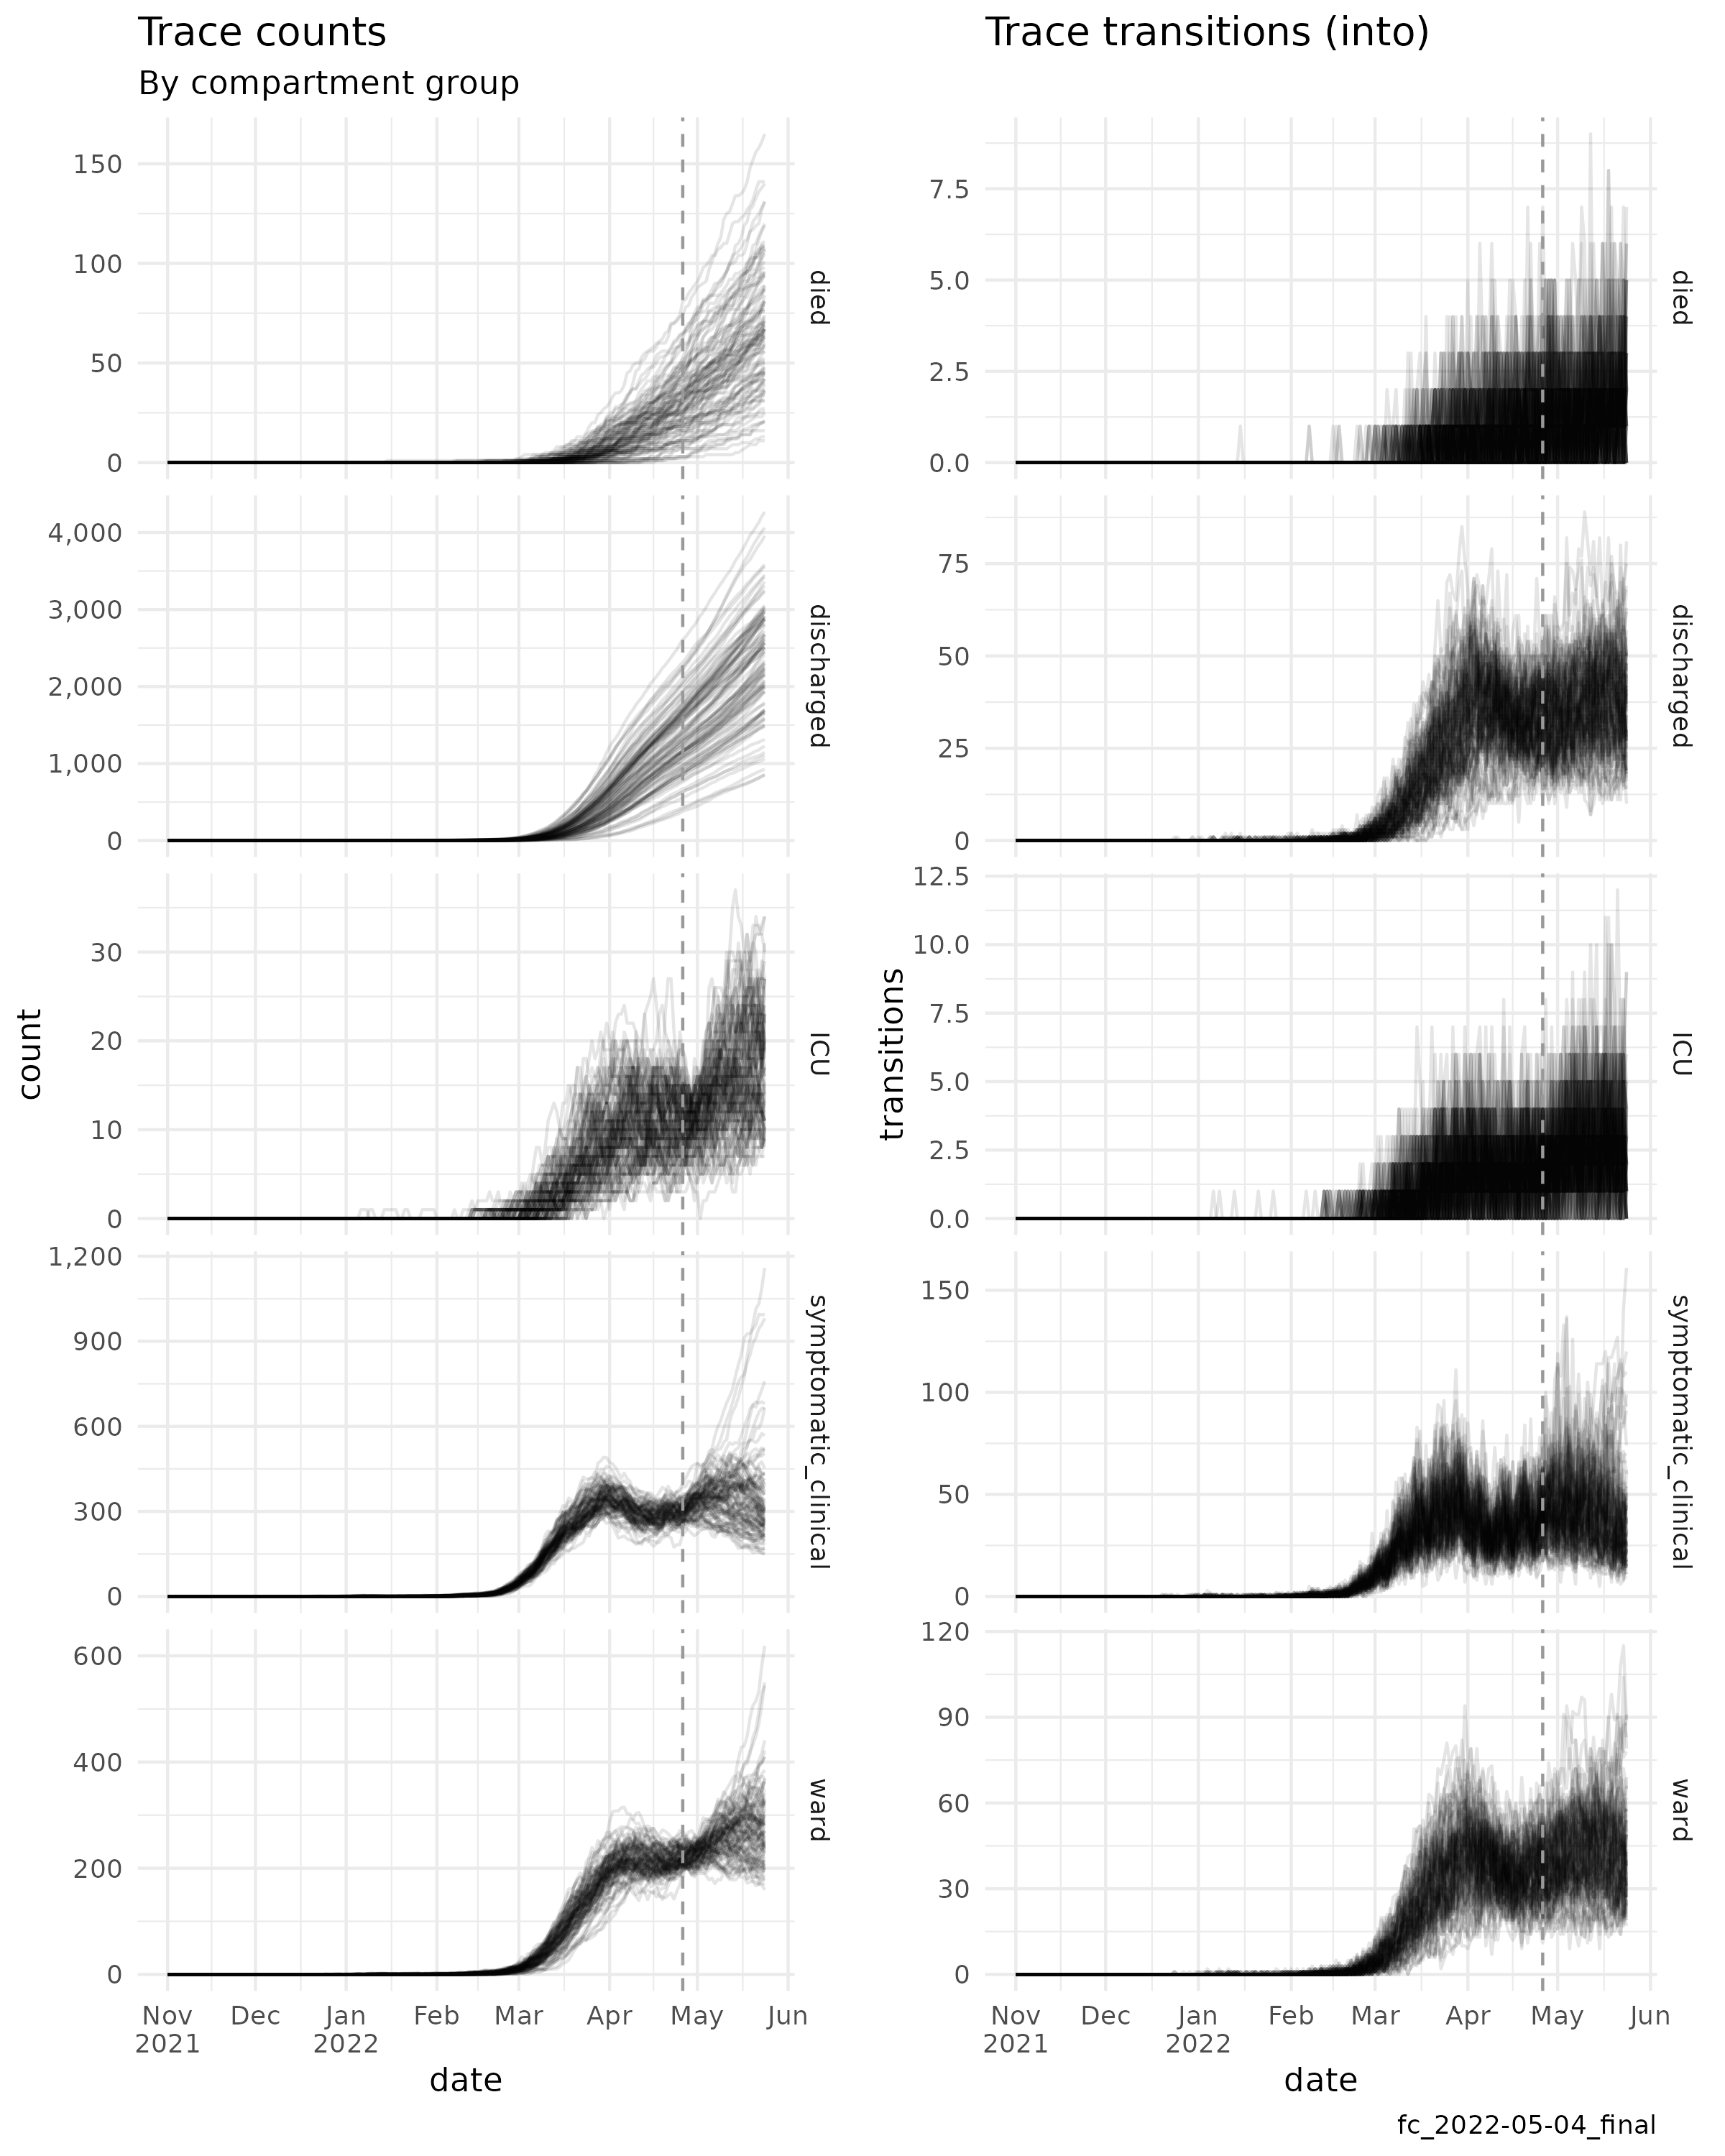 Trace counts
By compartment group
Trace transitions (into)
count
150
100
50
0
died
4,000
3,000
2,000
1,000
0
discharged
30
20
10
0
ICU
1,200
900
600
300
0
symptomatic_clinical
600
400
200
0
ward
Nov Dec Jan Feb Mar Apr May Jun
2021 2022
date
transitions
7.5
5.0
2.5
0.0
died
75
50
25
0
discharged
12.5
10.0
7.5
5.0
2.5
0.0
ICU
150
100
50
0
symptomatic_clinical
120
90
60
30
0
ward
Nov Dec Jan Feb Mar Apr May Jun
2021 2022
date
fc_2022-05-04_final